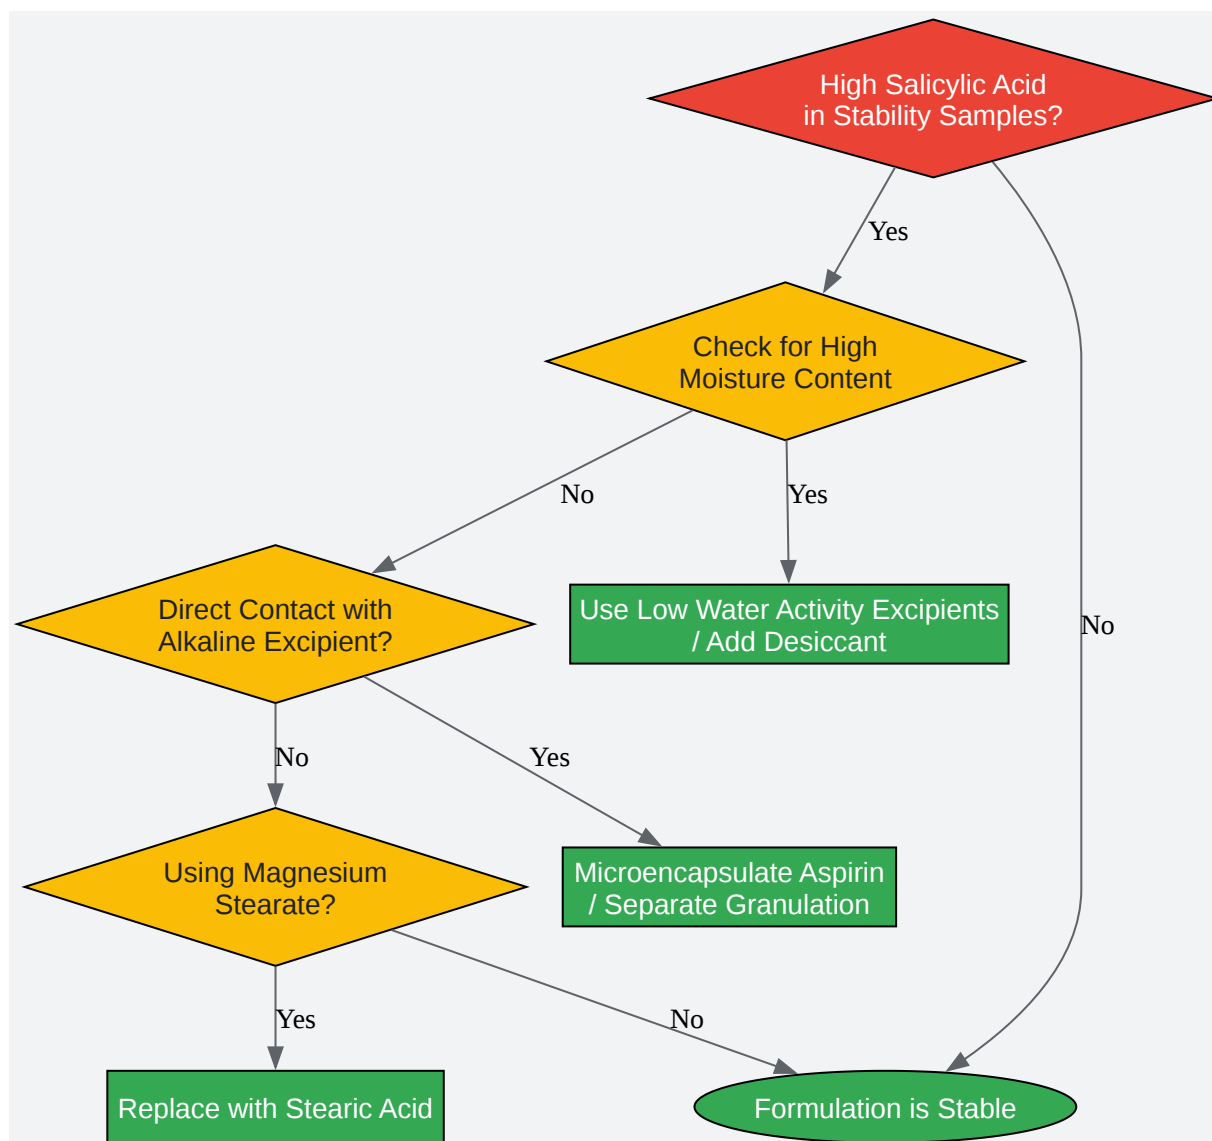 High Salicylic Acid
in Stability Samples?
Yes
Check for High
Moisture Content
No
Yes
Direct Contact with
Alkaline Excipient?
Use Low Water Activity Excipients
/ Add Desiccant
No
No
Yes
Using Magnesium
Stearate?
Microencapsulate Aspirin
/ Separate Granulation
Yes
No
Replace with Stearic Acid
Formulation is Stable